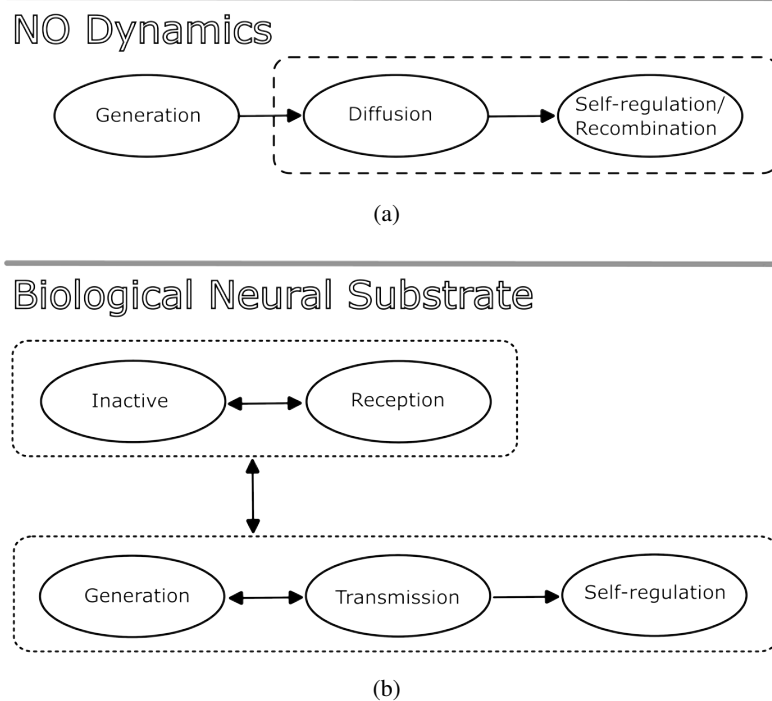 NO Dynamics
Generation
Diffusion
Self-regulation/
Recombination
(a)
Biological Neural Substrate
Inactive
Reception
Generation
Transmission
Self-regulation
(b)